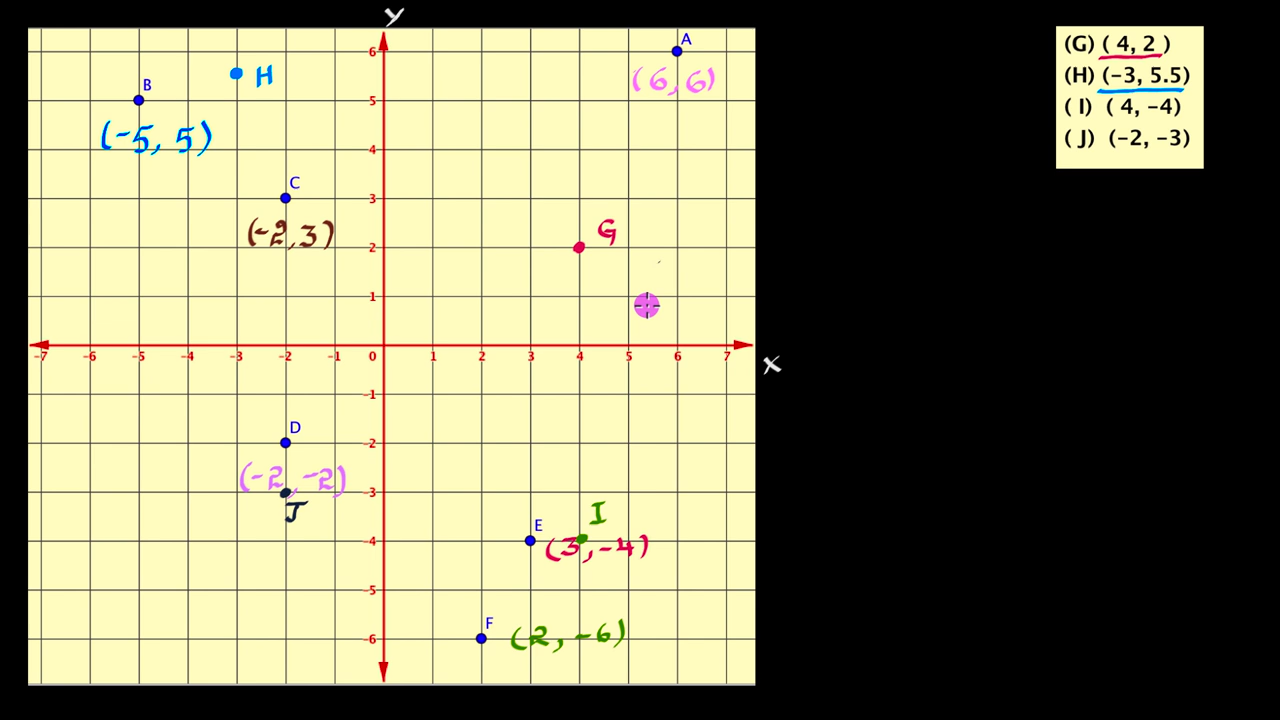 Y
6
A
(6, 6)
H
B
5
(-5, 5)
4
C
3
(-2, 3)
G
2
1
-7 -6 -5 -4 -3 -2 -1 0 1 2 3 4 5 6 7
X
-1
D
-2
(-2, -2)
-3
J
I
E
-4
(3, -4)
-5
F
(2, -6)
-6
(G) ( 4, 2 )
(H) (-3, 5.5)
( I) ( 4, -4)
( J) (-2, -3)